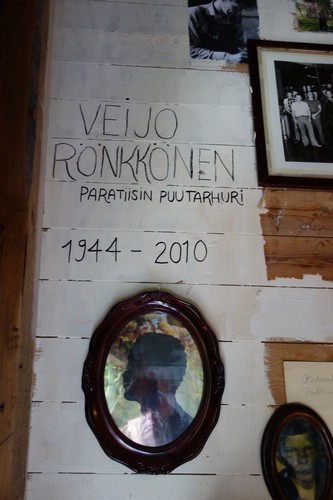 VEIJO
RÖNKKÖNEN
PARATIISIN PUUTARHURI
1944 - 2010